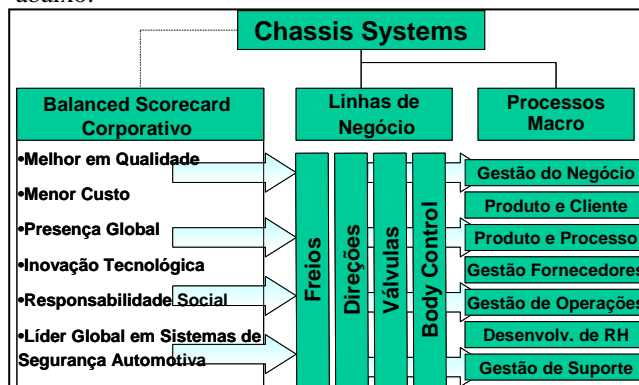 abaixo.
Chassis Systems
Balanced Scorecard
Corporativo
•Melhor em Qualidade
•Menor Custo
•Presença Global
•Inovação Tecnológica
•Responsabilidade Social
•Líder Global em Sistemas de
Segurança Automotiva
Linhas de
Negócio
Freios
Direções
Válvulas
Body Control
Processos
Macro
Gestão do Negócio
Produto e Cliente
Produto e Processo
Gestão Fornecedores
Gestão de Operações
Desenvolv. de RH
Gestão de Suporte